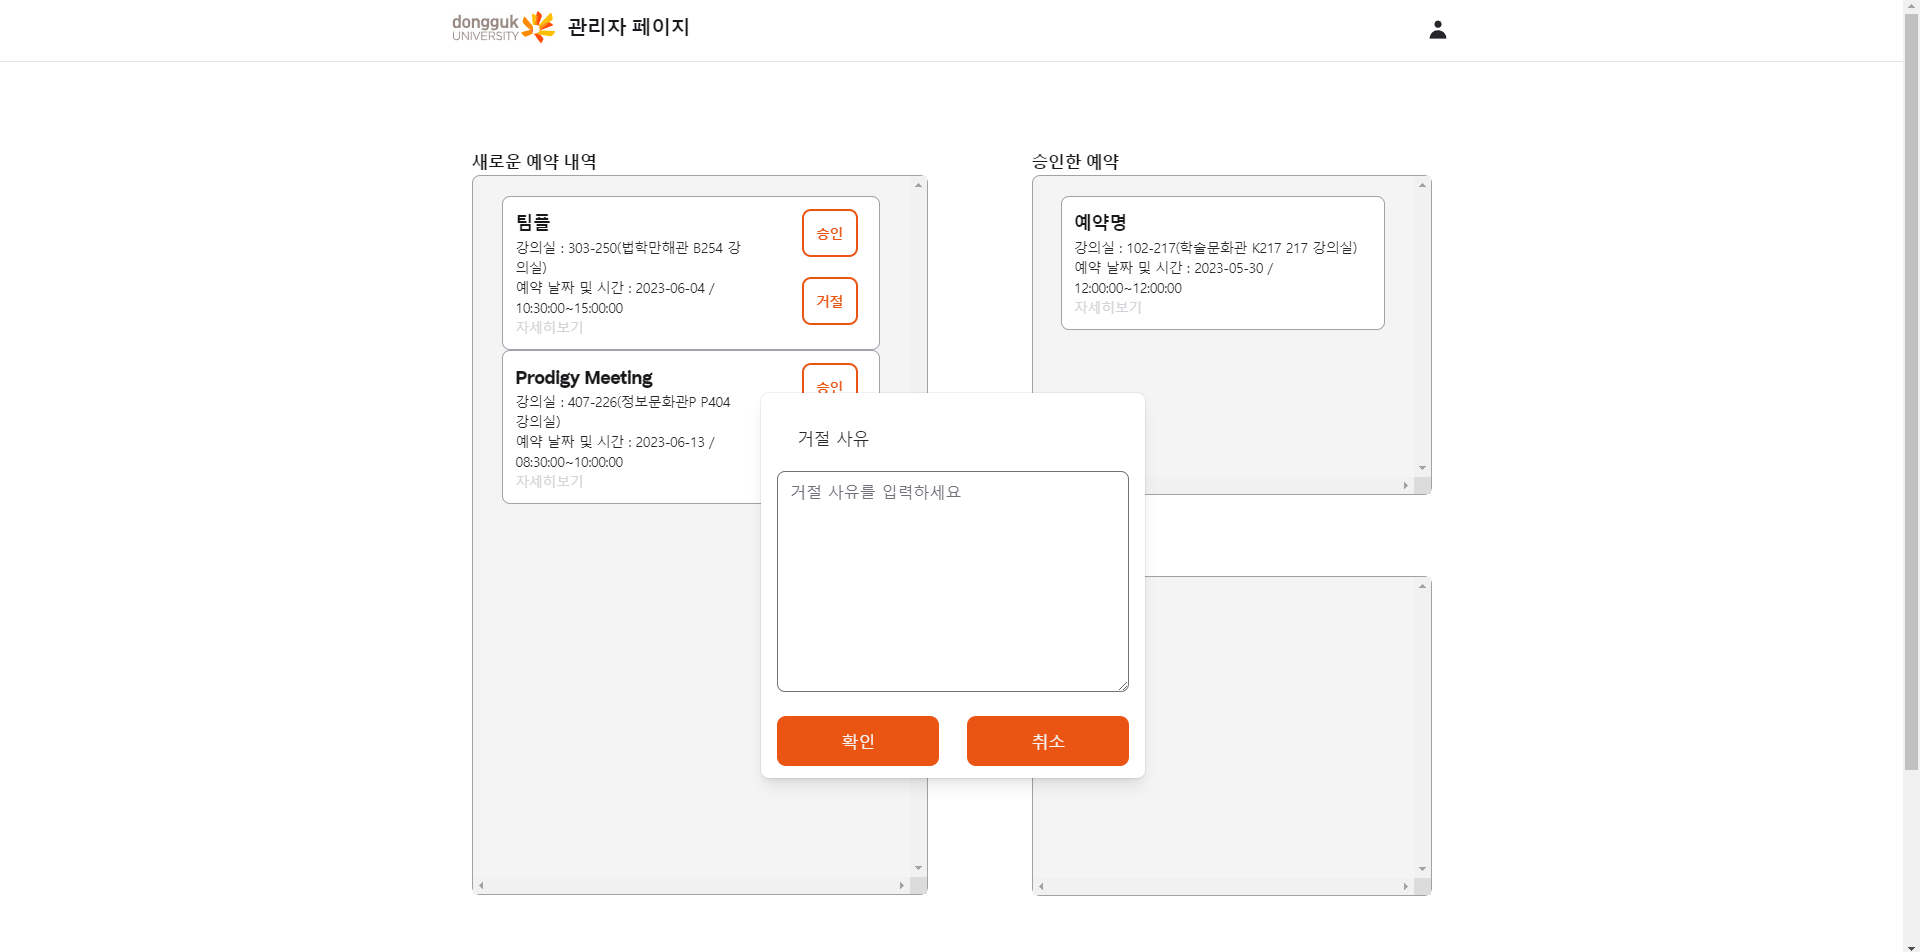 dongguk
UNIVERSITY
관리자 페이지
새로운 예약 내역
팀플
강의실 : 303-250(법학만해관 B254 강
의실)
예약 날짜 및 시간 : 2023-06-04 /
10:30:00~15:00:00
자세히보기
승인
거절
Prodigy Meeting
강의실 : 407-226(정보문화관P P404
강의실)
예약 날짜 및 시간 : 2023-06-13 /
08:30:00~10:00:00
자세히보기
승인
승인한 예약
예약명
강의실 : 102-217(학술문화관 K217 217 강의실)
예약 날짜 및 시간 : 2023-05-30 /
12:00:00~12:00:00
자세히보기
거절 사유
거절 사유를 입력하세요
확인
취소